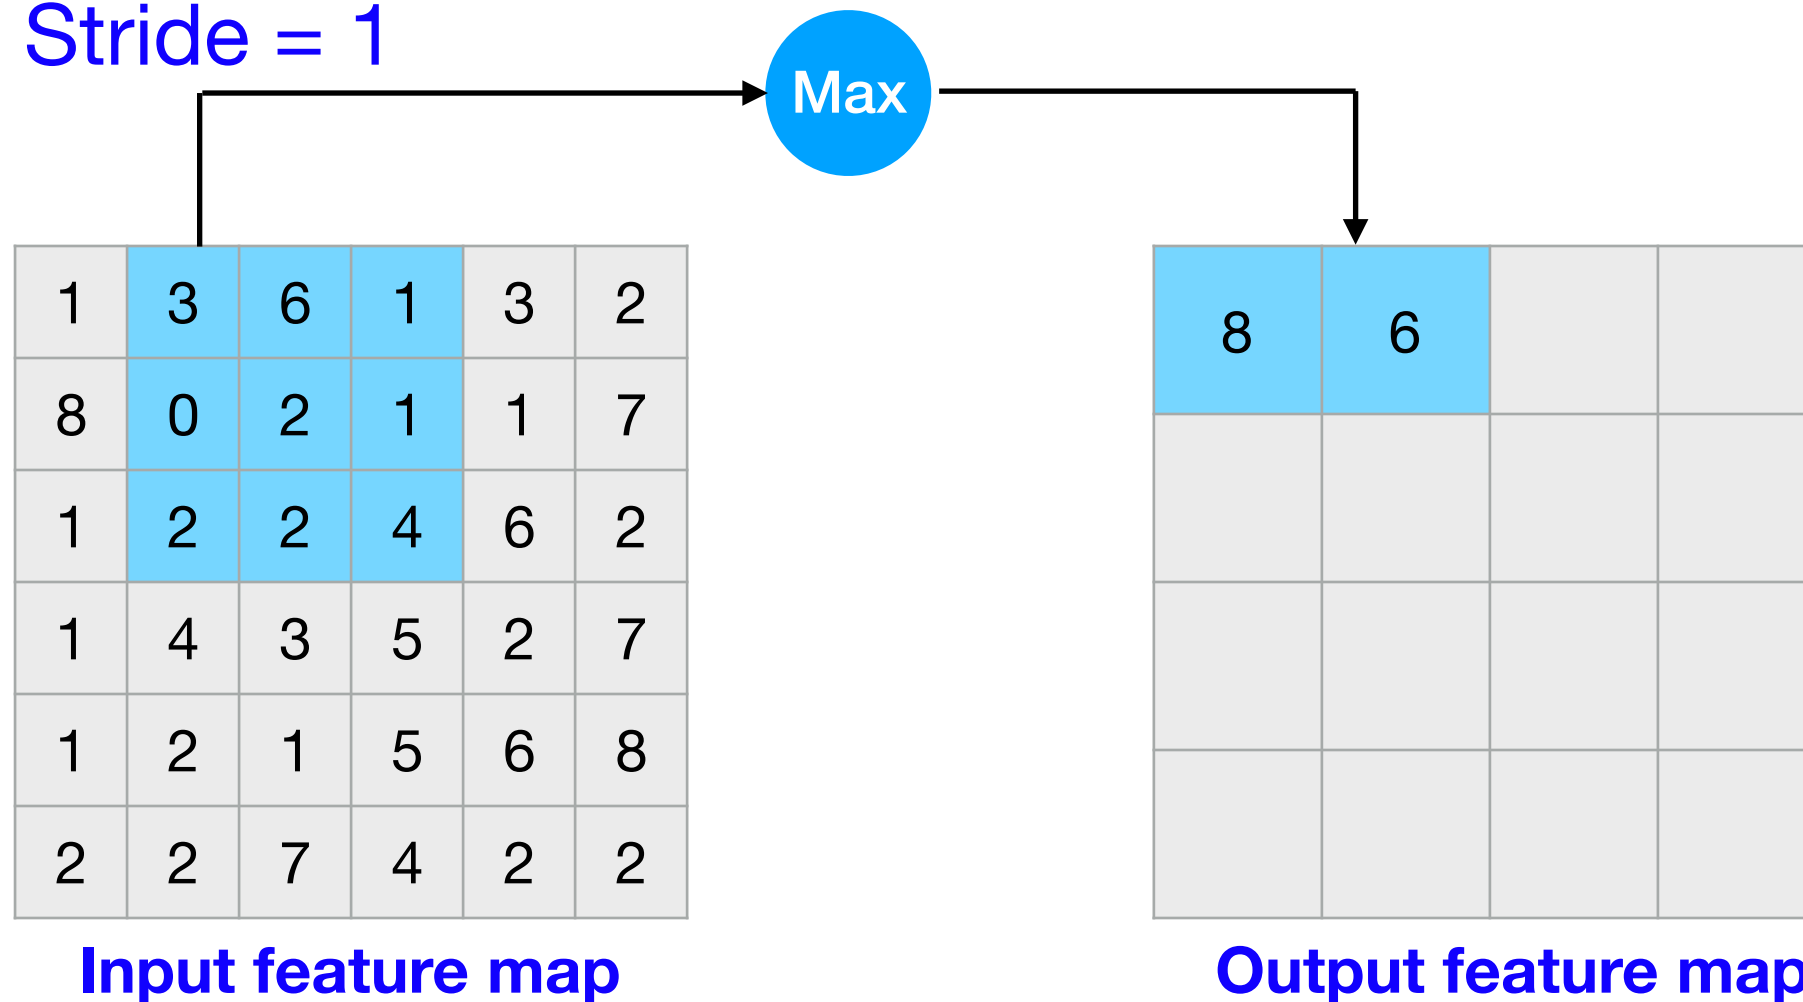 Stride = 1
Max
1 3 6 1 3 2
8 6
8 0 2 1 1 7
1 2 2 4 6 2
1 4 3 5 2 7
1 2 1 5 6 8
2 2 7 4 2 2
Input feature map
Output feature map